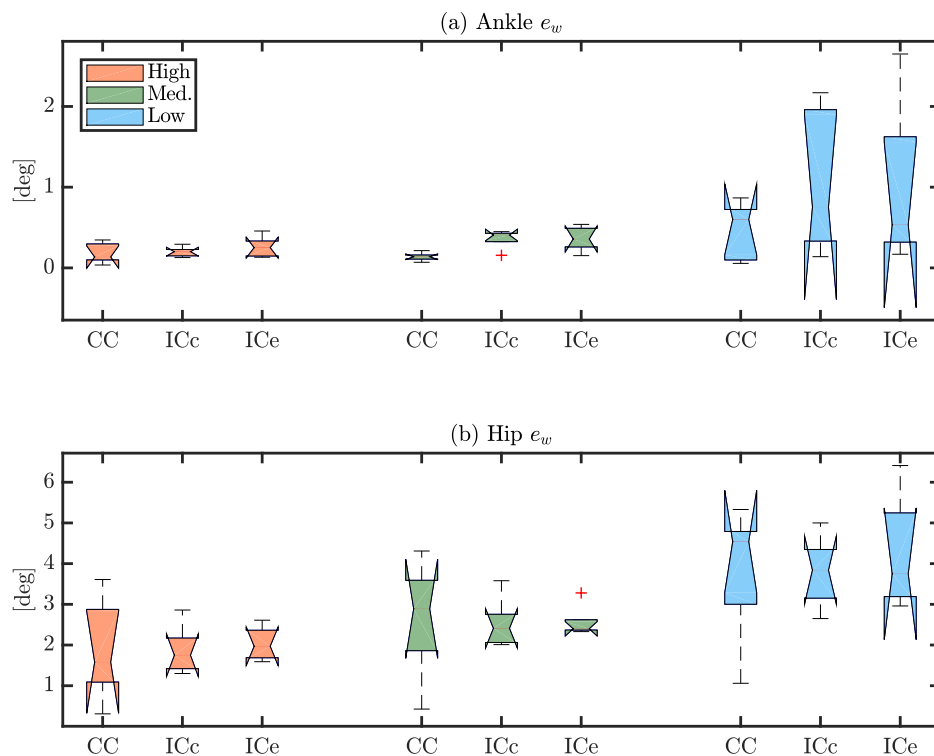 (a) Ankle e_w
High
Med.
Low
[deg]
2
1
0
CC ICc ICe CC ICc ICe CC ICc ICe
(b) Hip e_w
[deg]
6
5
4
3
2
1
CC ICc ICe CC ICc ICe CC ICc ICe